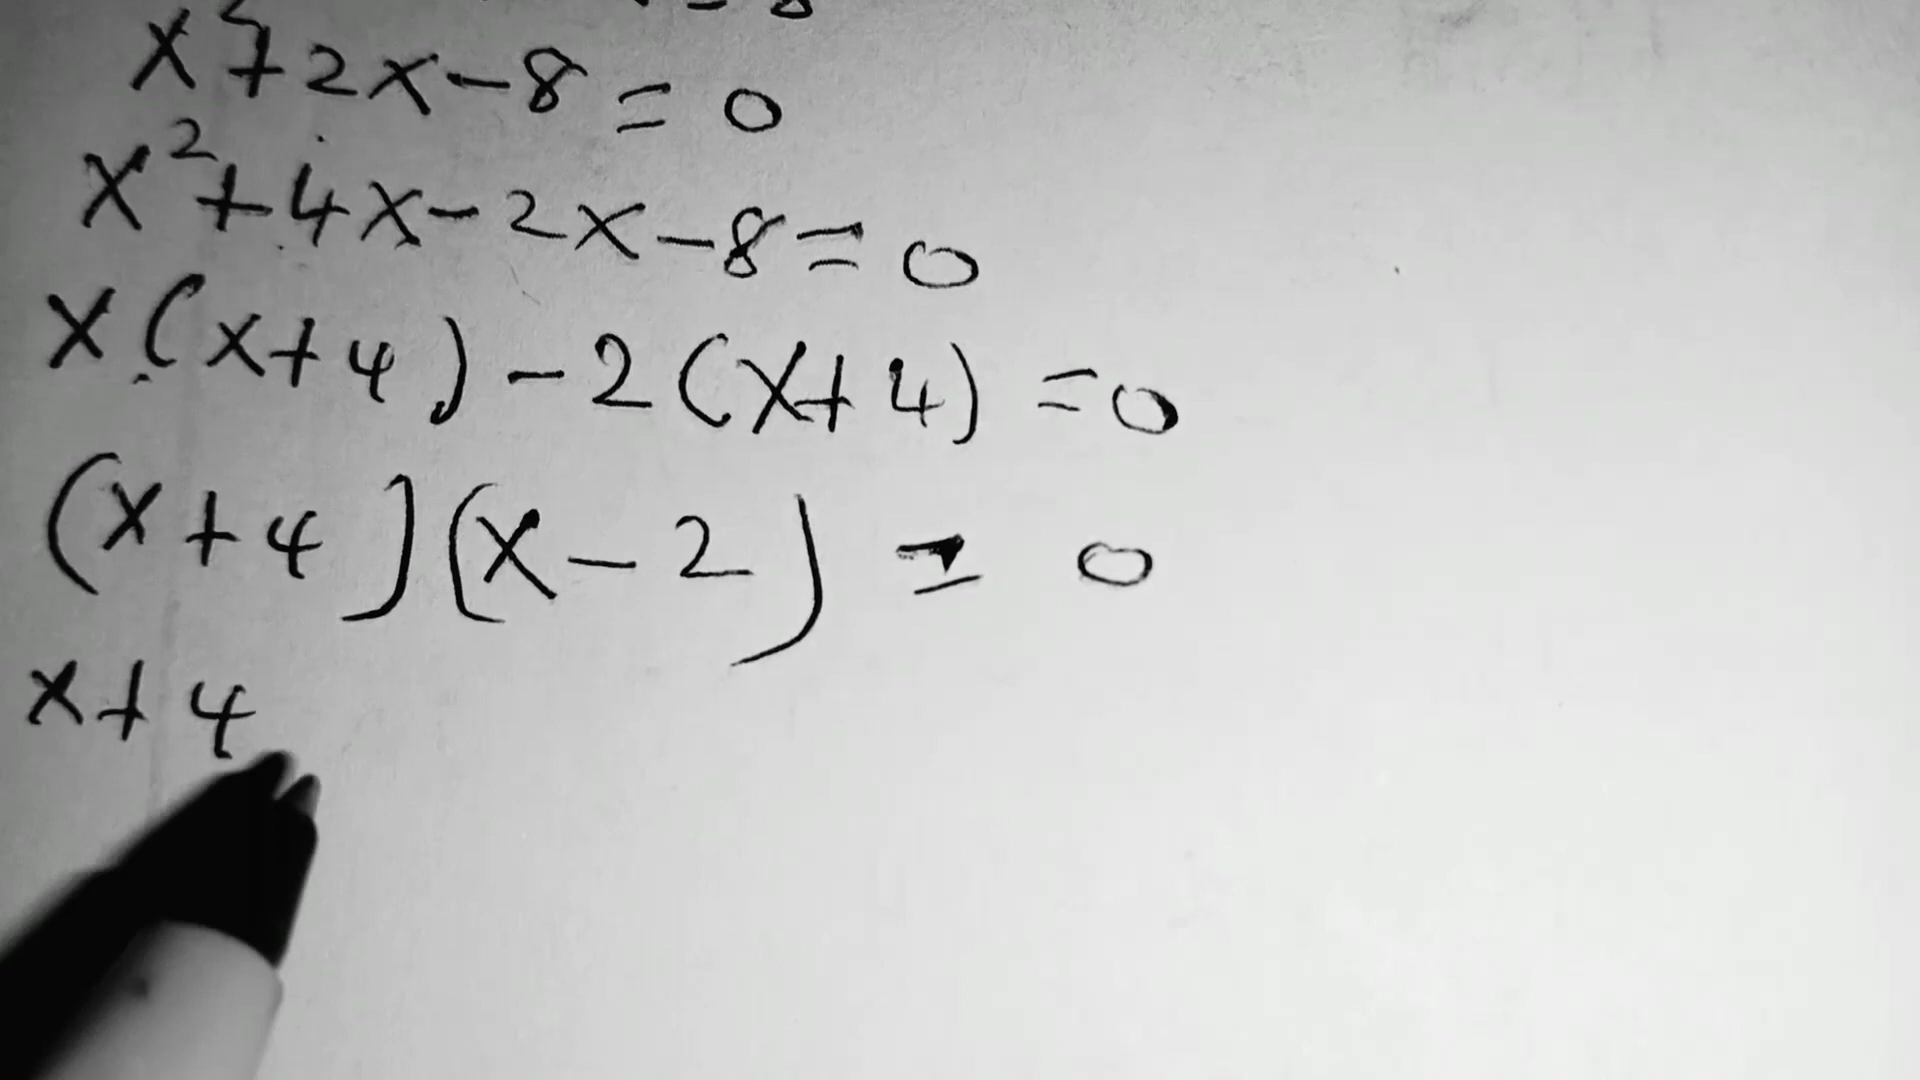 x²+2x-8=0
x²+4x-2x-8=0
x(x+4)-2(x+4)=0
(x+4)(x-2)=0
x+4